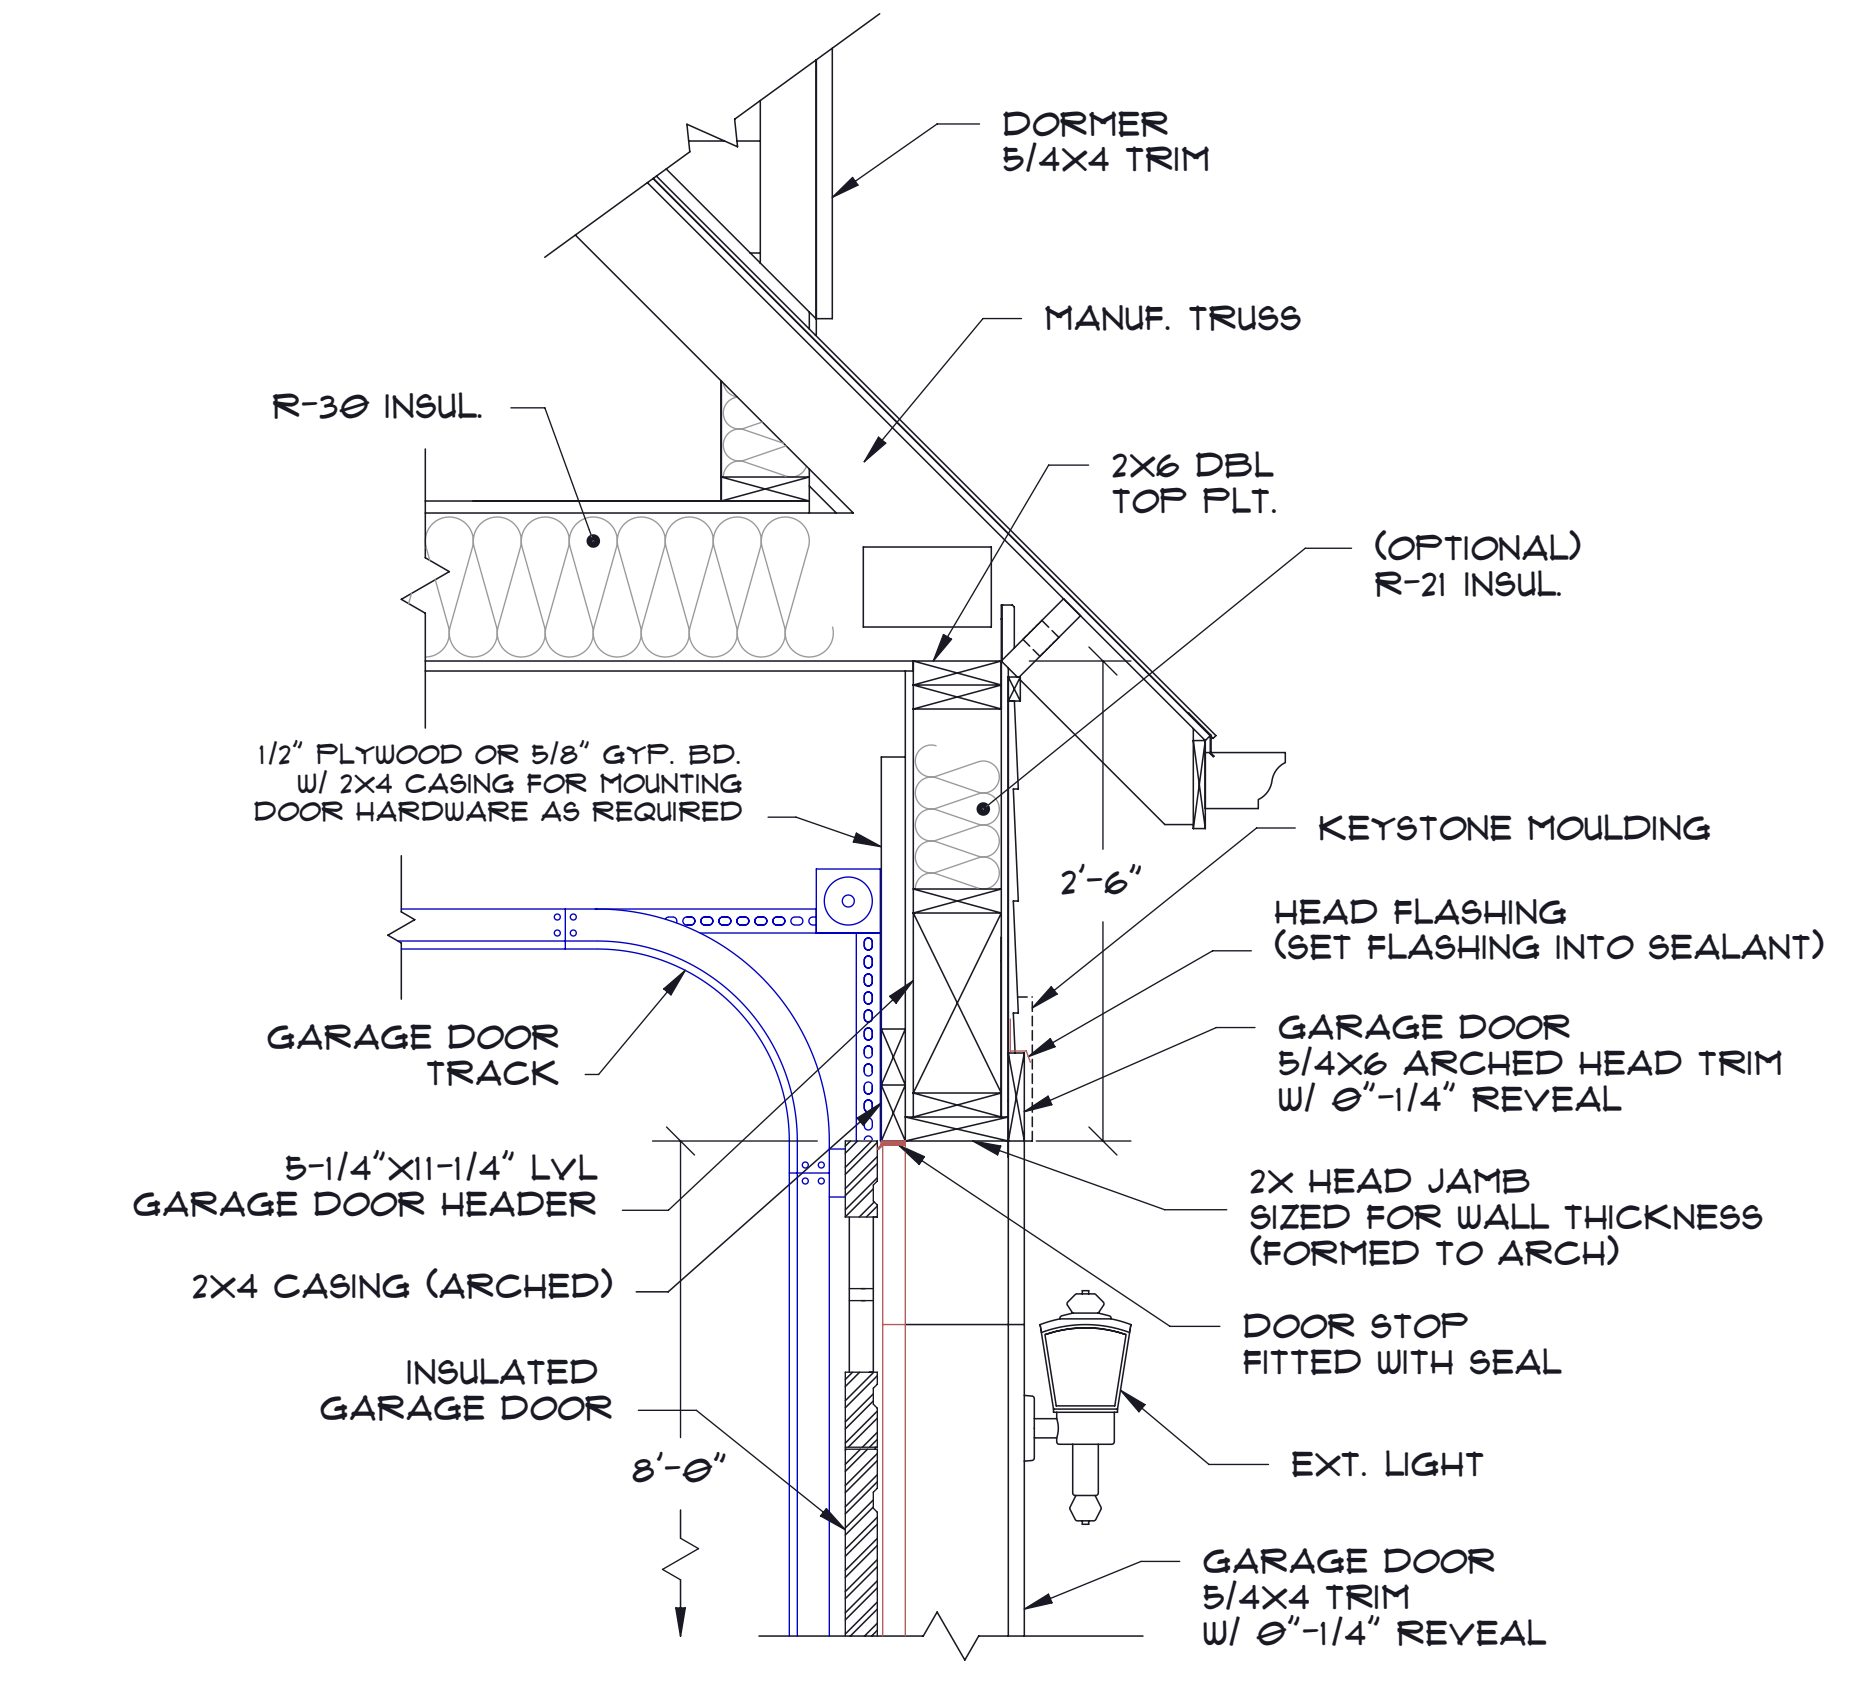 DORMER
5/4X4 TRIM
MANUF. TRUSS
R-30 INSUL.
2X6 DBL
TOP PLT.
(OPTIONAL)
R-21 INSUL.
1/2" PLYWOOD OR 5/8" GYP. BD.
W/ 2X4 CASING FOR MOUNTING
DOOR HARDWARE AS REQUIRED
KEYSTONE MOULDING
2'-6"
HEAD FLASHING
(SET FLASHING INTO SEALANT)
GARAGE DOOR
TRACK
GARAGE DOOR
5/4X6 ARCHED HEAD TRIM
W/ 0"-1/4" REVEAL
5-1/4"X11-1/4" LVL
GARAGE DOOR HEADER
2X HEAD JAMB
SIZED FOR WALL THICKNESS
(FORMED TO ARCH)
2X4 CASING (ARCHED)
DOOR STOP
FITTED WITH SEAL
INSULATED
GARAGE DOOR
8'-0"
EXT. LIGHT
GARAGE DOOR
5/4X4 TRIM
W/ 0"-1/4" REVEAL